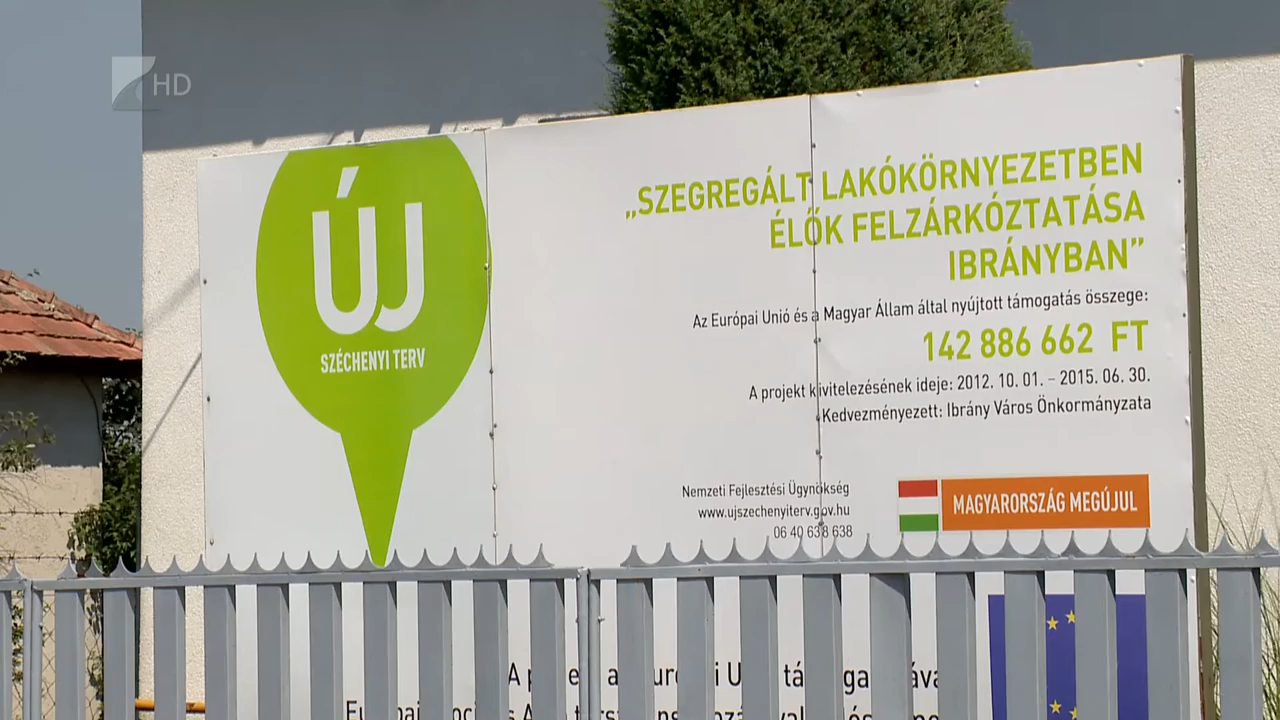 HD
ÚJ
SZÉCHENYI TERV
„SZEGREGÁLT LAKÓKÖRNYEZETBEN
ÉLŐK FELZÁRKÓZTATÁSA
IBRÁNYBAN”
Az Európai Unió és a Magyar Állam által nyújtott támogatás összege:
142 886 662 FT
A projekt kivitelezésének ideje: 2012. 10. 01. – 2015. 06. 30.
Kedvezményezett: Ibrány Város Önkormányzata
Nemzeti Fejlesztési Ügynökség
www.ujszechenyiterv.gov.hu
06 40 638 638
MAGYARORSZÁG MEGÚJUL
A